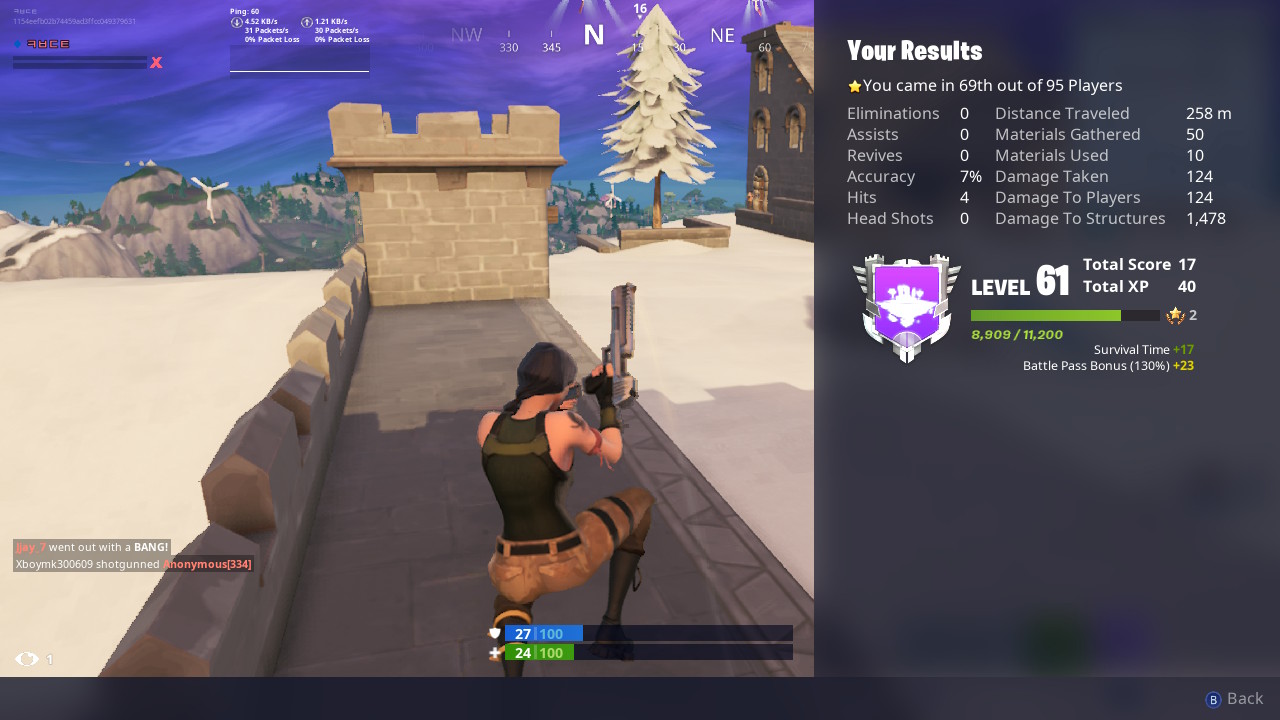 1154eefb02b74459ad3ffcc049379631
Ping: 60
4.52 KB/s 1.21 KB/s
31 Packets/s 30 Packets/s
0% Packet Loss 0% Packet Loss
X
16
NW 330 345 N 15 30 NE 60
Your Results
You came in 69th out of 95 Players
Eliminations 0 Distance Traveled 258 m
Assists 0 Materials Gathered 50
Revives 0 Materials Used 10
Accuracy 7% Damage Taken 124
Hits 4 Damage To Players 124
Head Shots 0 Damage To Structures 1,478
LEVEL 61
Total Score 17
Total XP 40
2
8,909 / 11,200
Survival Time +17
Battle Pass Bonus (130%) +23
went out with a BANG!
Xboymk300609 shotgunned Anonymous[334]
27 100
24 100
1
B Back